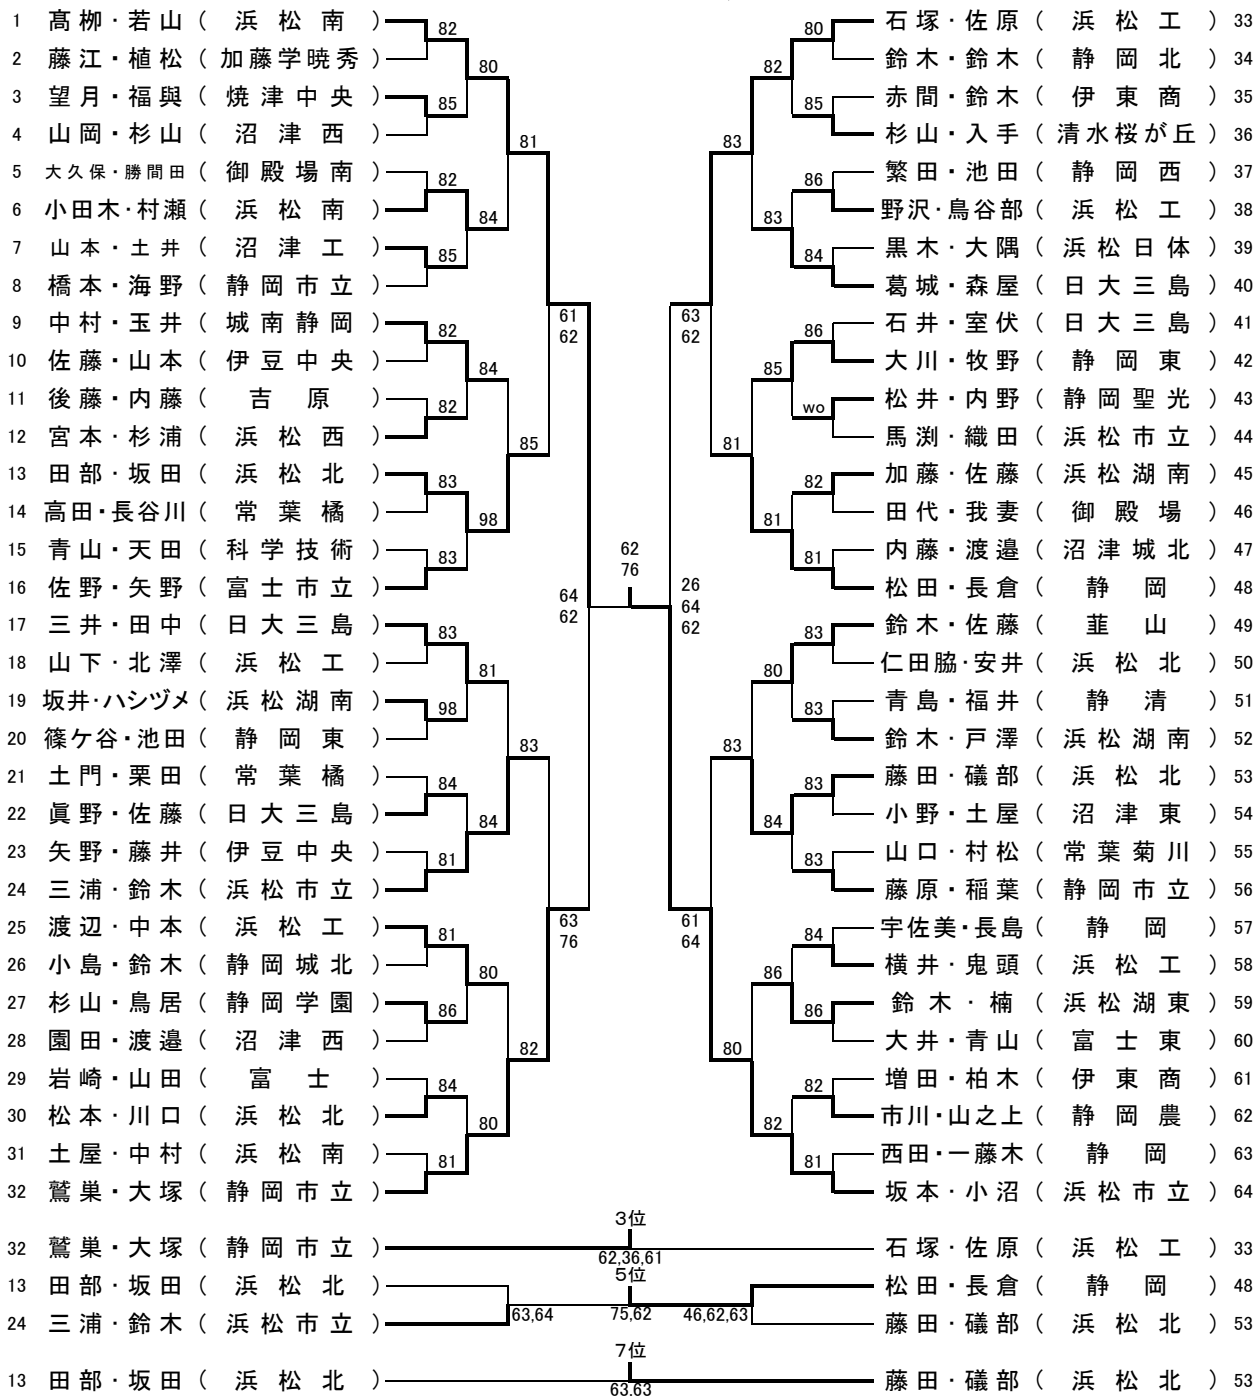 1 髙栁・若山 ( 浜松南 ) 82 80 石塚・佐原 ( 浜松工 ) 33
2 藤江・植松 ( 加藤学暁秀 ) 80 82 鈴木・鈴木 ( 静岡北 ) 34
3 望月・福與 ( 焼津中央 ) 85 85 赤間・鈴木 ( 伊東商 ) 35
4 山岡・杉山 ( 沼津西 ) 81 83 杉山・入手 ( 清水桜が丘 ) 36
5 大久保・勝間田 ( 御殿場南 ) 82 86 繁田・池田 ( 静岡西 ) 37
6 小田木・村瀬 ( 浜松南 ) 84 83 野沢・鳥谷部 ( 浜松工 ) 38
7 山本・土井 ( 沼津工 ) 85 84 黒木・大隅 ( 浜松日体 ) 39
8 橋本・海野 ( 静岡市立 ) 葛城・森屋 ( 日大三島 ) 40
61 63
9 中村・玉井 ( 城南静岡 ) 82 62 62 86 石井・室伏 ( 日大三島 ) 41
10 佐藤・山本 ( 伊豆中央 ) 84 85 大川・牧野 ( 静岡東 ) 42
11 後藤・内藤 ( 吉原 ) 82 wo 松井・内野 ( 静岡聖光 ) 43
12 宮本・杉浦 ( 浜松西 ) 85 81 馬渕・織田 ( 浜松市立 ) 44
13 田部・坂田 ( 浜松北 ) 83 82 加藤・佐藤 ( 浜松湖南 ) 45
14 高田・長谷川 ( 常葉橘 ) 98 81 田代・我妻 ( 御殿場 ) 46
15 青山・天田 ( 科学技術 ) 83 62 81 内藤・渡邉 ( 沼津城北 ) 47
76
16 佐野・矢野 ( 富士市立 ) 64 26 松田・長倉 ( 静岡 ) 48
62 64
62
17 三井・田中 ( 日大三島 ) 83 83 鈴木・佐藤 ( 韮山 ) 49
18 山下・北澤 ( 浜松工 ) 81 80 仁田脇・安井 ( 浜松北 ) 50
19 坂井・ハシヅメ ( 浜松湖南 ) 98 83 青島・福井 ( 静清 ) 51
20 篠ケ谷・池田 ( 静岡東 ) 83 83 鈴木・戸澤 ( 浜松湖南 ) 52
21 土門・栗田 ( 常葉橘 ) 84 83 藤田・礒部 ( 浜松北 ) 53
22 眞野・佐藤 ( 日大三島 ) 84 84 小野・土屋 ( 沼津東 ) 54
23 矢野・藤井 ( 伊豆中央 ) 81 83 山口・村松 ( 常葉菊川 ) 55
24 三浦・鈴木 ( 浜松市立 ) 藤原・稲葉 ( 静岡市立 ) 56
63 61
25 渡辺・中本 ( 浜松工 ) 81 76 64 84 宇佐美・長島 ( 静岡 ) 57
26 小島・鈴木 ( 静岡城北 ) 80 86 横井・鬼頭 ( 浜松工 ) 58
27 杉山・鳥居 ( 静岡学園 ) 86 86 鈴木・楠 ( 浜松湖東 ) 59
28 園田・渡邉 ( 沼津西 ) 82 80 大井・青山 ( 富士東 ) 60
29 岩崎・山田 ( 富士 ) 84 82 増田・柏木 ( 伊東商 ) 61
30 松本・川口 ( 浜松北 ) 80 82 市川・山之上 ( 静岡農 ) 62
31 土屋・中村 ( 浜松南 ) 81 81 西田・一藤木 ( 静岡 ) 63
32 鷲巣・大塚 ( 静岡市立 ) 坂本・小沼 ( 浜松市立 ) 64
3位
32 鷲巣・大塚 ( 静岡市立 ) 62,36,61 石塚・佐原 ( 浜松工 ) 33
5位
13 田部・坂田 ( 浜松北 ) 松田・長倉 ( 静岡 ) 48
63,64 75,62 46,62,63
24 三浦・鈴木 ( 浜松市立 ) 藤田・礒部 ( 浜松北 ) 53
7位
13 田部・坂田 ( 浜松北 ) 63.63 藤田・礒部 ( 浜松北 ) 53